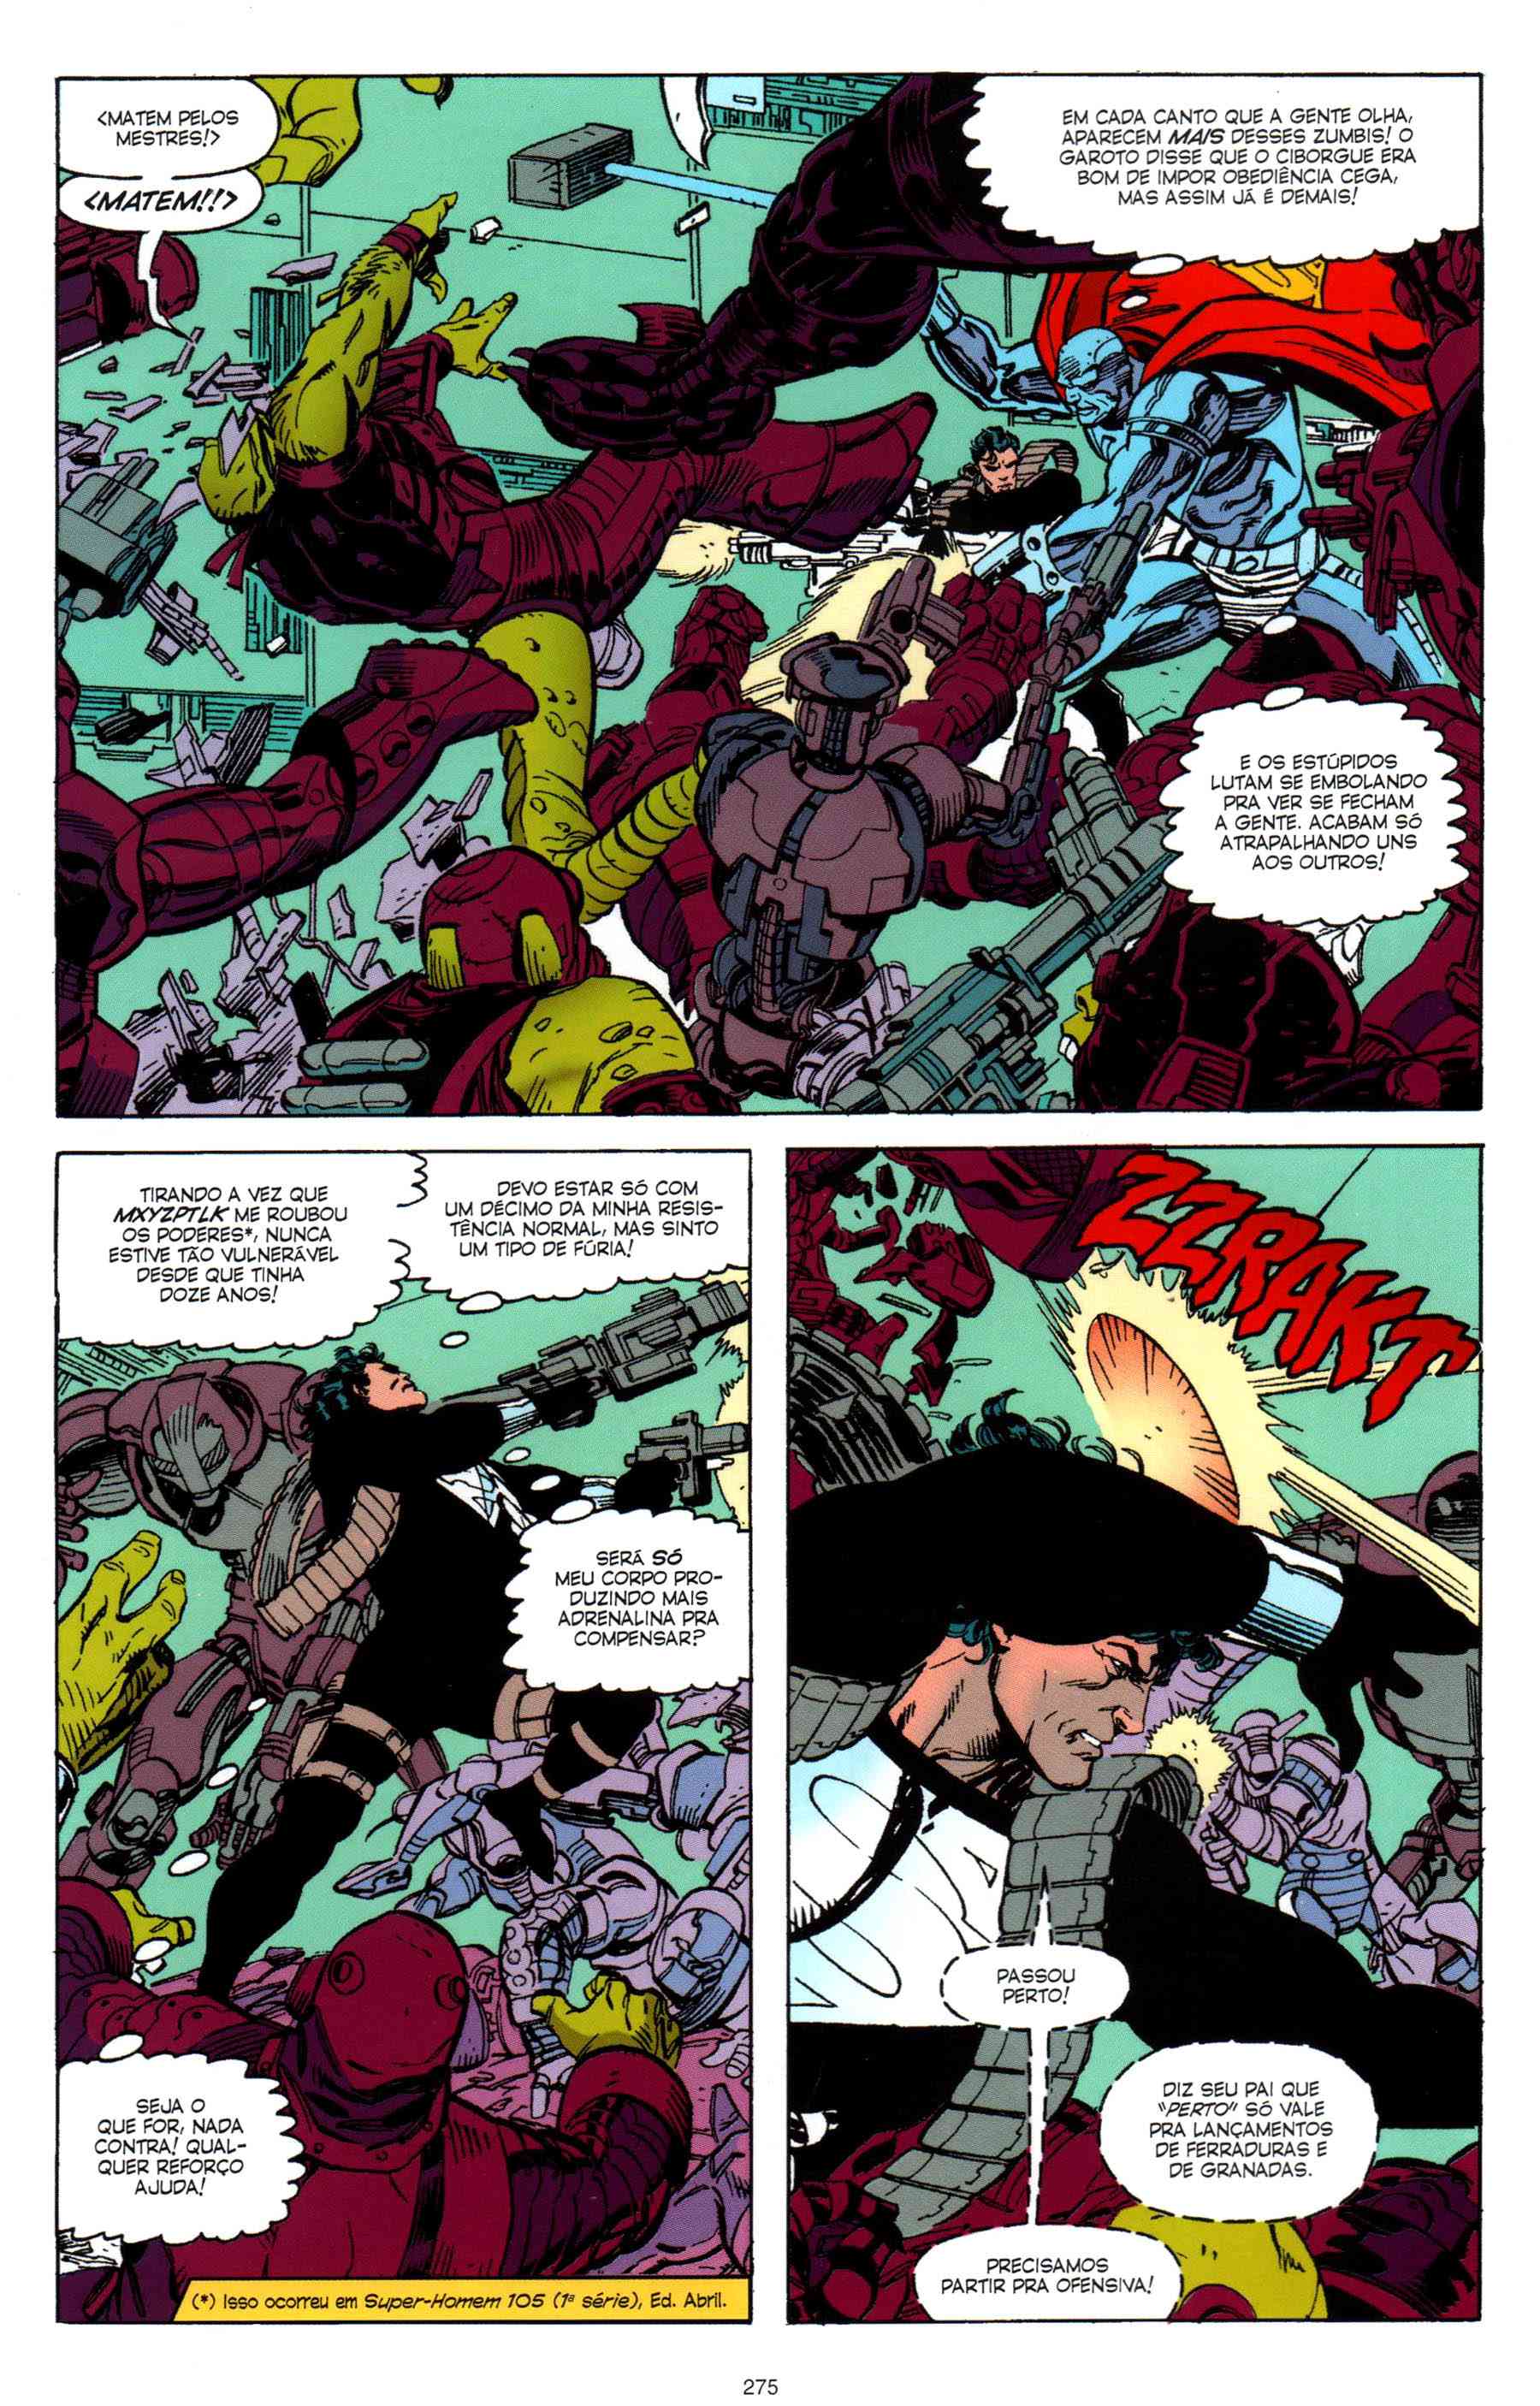 <MATEM PELOS
MESTRES!>
<MATEM!!>
EM CADA CANTO QUE A GENTE OLHA,
APARECEM MAIS DESSES ZUMBIS! O
GAROTO DISSE QUE O CIBORGUE ERA
BOM DE IMPOR OBEDIÊNCIA CEGA,
MAS ASSIM JÁ É DEMAIS!
E OS ESTÚPIDOS
LUTAM SE EMBOLANDO
PRA VER SE FECHAM
A GENTE. ACABAM SÓ
ATRAPALHANDO UNS
AOS OUTROS!
TIRANDO A VEZ QUE
MXYZPTLK ME ROUBOU
OS PODERES*, NUNCA
ESTIVE TÃO VULNERÁVEL
DESDE QUE TINHA
DOZE ANOS!
DEVO ESTAR SÓ COM
UM DÉCIMO DA MINHA RESIS-
TÊNCIA NORMAL, MAS SINTO
UM TIPO DE FÚRIA!
SERÁ SÓ
MEU CORPO PRO-
DUZINDO MAIS
ADRENALINA PRA
COMPENSAR?
SEJA O
QUE FOR, NADA
CONTRA! QUAL-
QUER REFORÇO
AJUDA!
(*) Isso ocorreu em Super-Homem 105 (1ª série), Ed. Abril.
ZZRAKT
PASSOU
PERTO!
DIZ SEU PAI QUE
"PERTO" SÓ VALE
PRA LANÇAMENTOS
DE FERRADURAS E
DE GRANADAS.
PRECISAMOS
PARTIR PRA OFENSIVA!
275